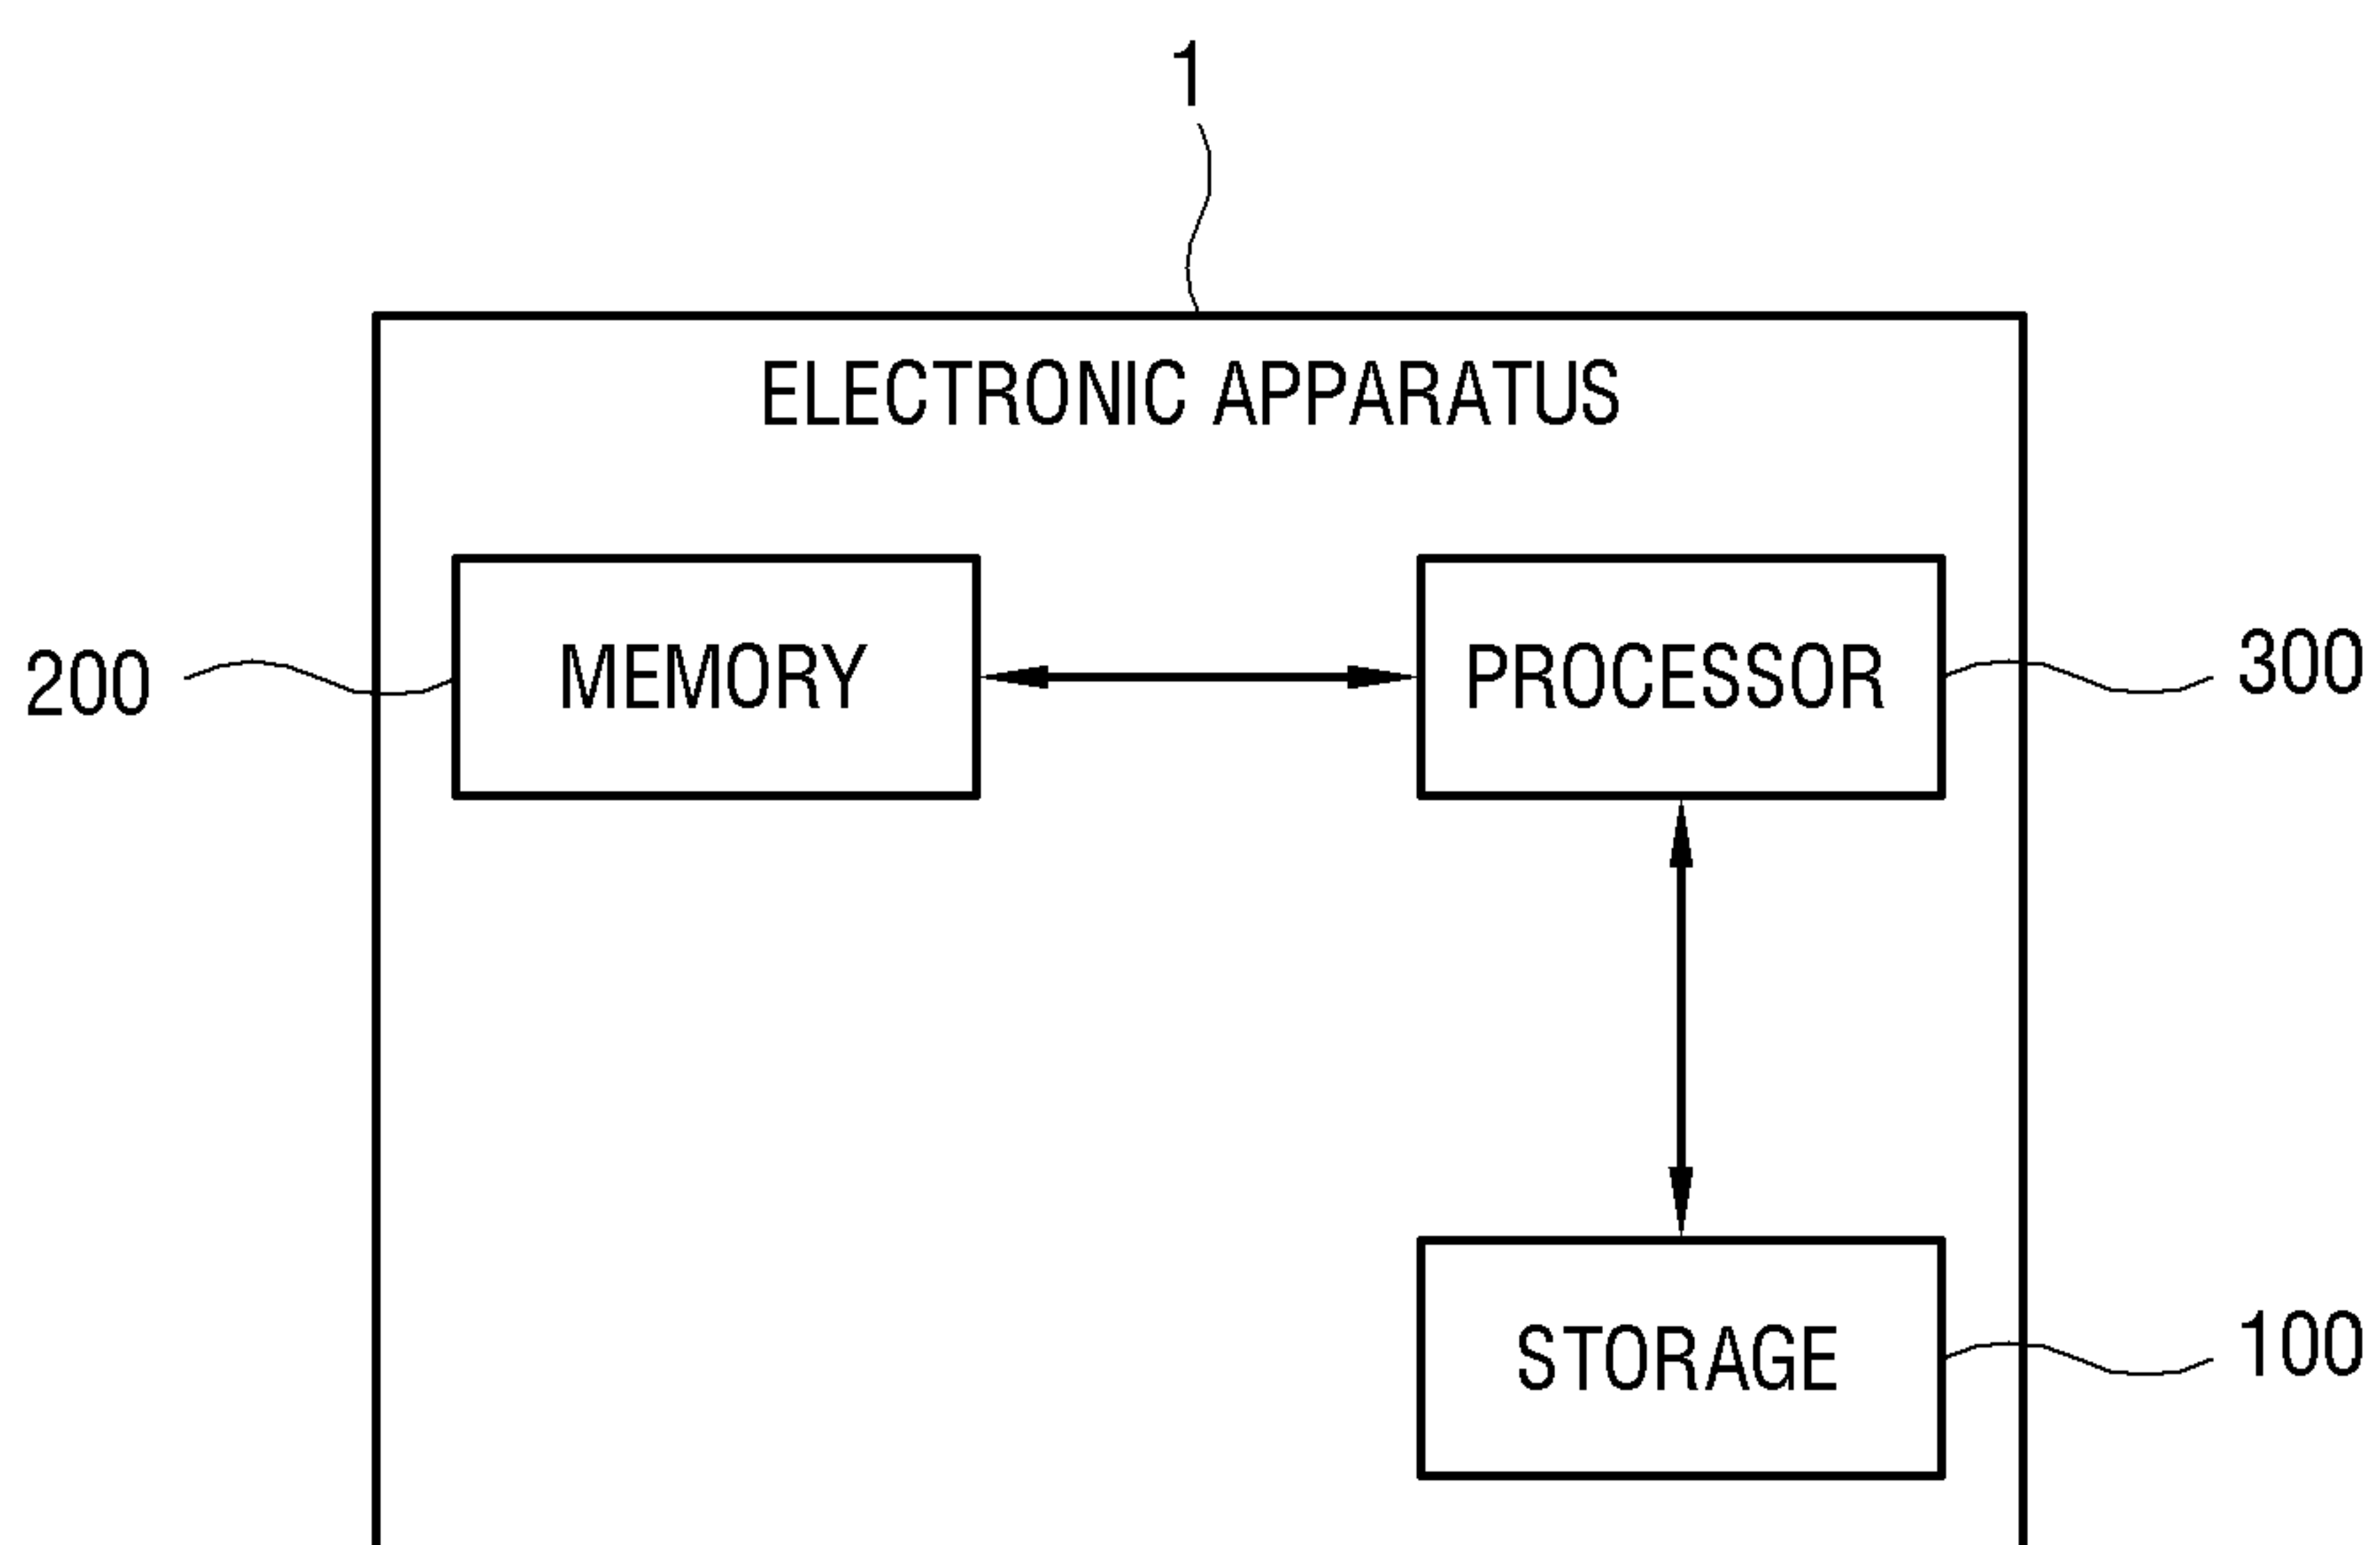 1
ELECTRONIC APPARATUS
200
MEMORY
PROCESSOR
300
STORAGE
100